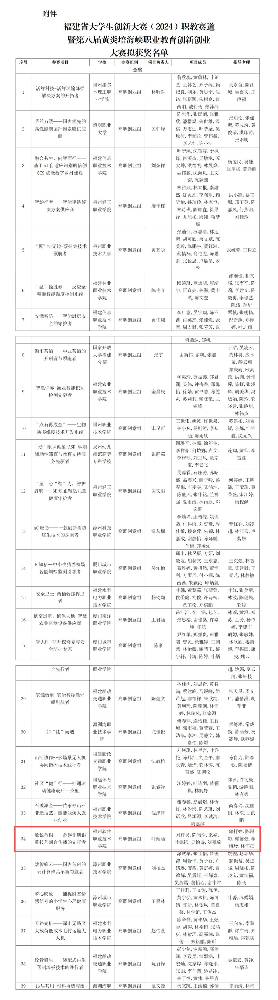 附件
福建省大学生创新大赛（2024）职教赛道
暨第八届黄炎培海峡职业教育创新创业
大赛拟获奖名单
序号 参赛项目 学校 参赛组别 项目负责人 项目成员 指导老师
金奖
1 活鲜科技-活鲜运输降损解决方案的开拓者 福州墨尔本理工职业学院 高职创业组 林昕哲 翁欣蕊,黄蔚林,叶芷萱,王韩艺,郑子源,赖纪良,刘乐,黄思宁,沈诺,张斯颖,朱树良,张西羽,戴钊旸,张泽润 吴永谊,陈江城,吴嘉文,王庚福
2 芊丝万缕——国内领先的高性能细菌纤维素膜供应商 黎明职业大学 高职创业组 关韩峰 陈忠华,张民朗,张雅欣,潘楷煜,朱世雄,温祺,万志远,叶梦圣,吴原河,李邹拉,曾伟鑫,李艺红,许小洁 张贻伦,张建鹏,苏成筑,黄俊荣,洪印涛,张阳明
3 融合共生，向智而行——基于AI自适应识别的信创GIS赋能数字乡村建设 福建信息职业技术学院 高职创业组 刘炫祥 叶宁顺,沈钰婷,于枫烨,肖英杰,吴敏泓,苏大坤,洪德凯,林晨烨,巫伟聪,沈海岚,王文诺,陈颖熙 杨爱民,吴婕,张明扬,黄净晴
4 智绘行者——智能建造解决方案供应商 泉州轻工职业学院 高职创业组 廖作栋 林雅欣,林立根,秦渤然,沈灵杰,李曙明,赖昕怡,孙玲玲,林家恒,林诗琪,陈顺鑫,徐厚泽,尤旭彬,周翔,项梦瑶 洪小霞,蔡玉珊,郑玉英,陈嘉凤,何燕阳,刘佳玲
5 “膜”法无边-碳捕集技术领航者 泉州职业技术大学 高职创意组 黄艺聪 张茹针,苏志清,林达鹏,胡可欣,余义斌,陈美玲,陈鹏宇,黄钰湘,蔡慎楠,俞恺雯,陈思凯,张锐思,卢瑜星,罗欣 张婉蓉,王树立
6 “温”操胜券——反应釜精准智能温度控制系统 福建林业职业技术学院 高职创意组 陈艳容 邱婉琳,范炜明,康靖宇,阮宣亮,林海,黄士洪,陈文翌 邵维佳,相文强,张李平,陈莉,李建文,陈毅勇,李璟艺,陈涛,孙华
7 安燃智防——智能厨房安全的守护者 福建信息职业技术学院 高职创意组 黄伟翔 李广意,吴宇翔,陈亚茜,肖英杰,张佳煜,张帝,周宏毅,张芳芳,张 覃桢,张明扬,倪新燕,郑婷婷,叶志翔
何鑫达,郑帆
8 源雨茶酒——中式茶酒的开创者与领跑者 国家开放大学福建分部 高职创业组 张宇 谢新伟,俞帆,张鑫 于洁,吴凌云,黄林昊,应木荣,颜云燕
9 智渔识界-渔业智能识别检测先驱者 福建农业职业技术学院 高职创业组 金昌庆 柳惠玲,苏振鑫,郑君渊,吴悠,钟梅香,郑馨怡,徐婧,黄书慧,陈雯灵,苏莉莉,赖晓艳,兰锦锋 郑庆雨,欧高政,洪渊,钟佳莲,陈虹,张溪辉,胡美华,冯敏娟,陈玲,郭晓建,张晓华,林伟杰
10 “点石再成金”——生物质多维度技术开发系统 福州职业技术学院 高职创意组 宋昆哲 王世伟,姚波,许世泉,林宇凡,杨则涛,李知涵,陈雨欣 苏建彬,刘秀钗,余烁,江锦鑫,沈元兴
11 “绘”眼识孤星-ASD 早期辅助性筛查与教育支持服务先驱者 泉州幼儿师范高等专科学校 高职创意组 张静茹 缪琳平,林馨,徐年生,李祥豪,何垲娜,卢文,李彬莎,刘玉凤,涂宗宝,李云飞 连翔,黄仰,李雪莲
12 “童”心“鞋”力，智护启航——3D矫正鞋垫儿童健康守护者 泉州轻工职业学院 高职创意组 谢文彪 吴淳霖,石庄涛,苏昭盛,翁震兴,商子吟,蔡春梅,庄雯雯,陈鸿坤,陈盛天,张伟铭,兰神强,夏雨洁,林雨欣,邓家旺 何婷婷,王卿潘,丁莹瑜,蔡荣盛,宋江婷,杨程渊
13 AC应急——一款创新消防逃生技术的探索者 漳州科技职业学院 高职创意组 温从圳 李灿坤,庄楷塬,姚锦鑫,付伴雨,刘资豪,周佳敏,赖金萍,朱颖,林嘉成,谢静怡,陈延鹏,羊梅,郑凌沁 曾红乔,刘凌超,林江富,卢紫妍
14 E知猪—中小生猪养殖场智能饲喂监测引领者 厦门城市职业学院 高职创意组 吴沁怡 邵丰,林昱辰,方妍,刘毅发,胡馨文,王东志,葛厚婷,黄祺然,董恒利,方雨丹,付小桐,陈函茜,朱颖沁,邱炳航 王克强,林智章,陈建毅,王灵芝,林静敏
15 安全卫士-两栖救援捍卫者 福建水利电力职业技术学院 高职创意组 杨钧翔 叶韩,黄慧茹,张蒲萱,侯圣庭,刘俊,许诗楠,黄荣松,郑祺鹏 叶红,张美新,林波,陈健民,郭婷
16 低空巡航，植保大地-智慧农业监测设备供应商 厦门南洋职业学院 高职创意组 王君涵 吕江淮,李一涵,包艺,张思榕,谢佳燊,许焱坤,陈航 林莉,黄澄,郑苏,王芳,杨依婷,李建军
17 管大师-非开挖修复与安全防护专家 厦门城市职业学院 高职创意组 陈豪 尹红羊,郑振贵,田雅端,曾灵,徐雅婷,王朝慧,林怡薇,谢晴玉,黎宇轩,叶涛,陈婷,叶炳 胡媤,张敏姝,林欣欣,姜黎黎,李振国,康凌,魏云
合先行者 职业学院 超,姚媚,夏云清,张钰枝
29 氢源致航-氢能智控渔辅船引航者 福建船政交通职业学院 高职创意组 陈煌文 林佳杰,刘思奇,黄智满,蔡达峰,马煜峰,简芦旭,翁德祥,朱欣纳,黄瑛琦,陈铭剑,林伟婷,林瑞风,张宗源 张天星,周文广,潘倩滢,胡菲菲
30 如“漆”而遇 湄洲湾职业技术学院 高职创意组 龙佳俊 傅春萍,连怡佳,王智城,郭雨嘉,蔡萱萱,王沩泓,李湘,吴静文,韩嘉怡,陈颖 颜舒泓,常成勋,薛丽芳,杨筱静,欧燕妮
31 山河协作--多场景无人机协同指挥技术践行者 福建船政交通职业学院 高职创意组 沈政榕 刘瑛琪,林星言,叶乔艳,陈炜红,刘金平,廖永青,陆烨,郭林涛,陈百盛,陈朝仪 陈自力,陆李钦,陈嘉倩
32 社区“健”行——打通运动健康最后一公里 福建体育职业技术学院 高职创意组 张睿泽 汪婷婷,叶诗羽,曾颖祺,林婕妤 郑茜,许韧毅,夏鹏,游晓丽,林有德
33 石破添金——传承寿山石非遗技艺，赋能残疾人就业创业 福州职业技术学院 高职创意组 倪津津 谢春鑫,翁晨熠,林忻烨,林汐滢,陈艺琳,刘语欣,吕源源,李诚浩,周嘉滨 商春玲,沈丽娟,林东,屈的鹏
34 数说畲银——畲族非遗银雕技艺闽台传播的先行者 福州软件职业技术学院 高职创意组 叶婧涵 刘梓灵,陈昀浩,来婧,叶德镔,吴怡诗,刘嘉琦 郭抒婷,陈琳颖,郭德强,李榕玲,林伟星
35 数智蜂云——国内首创的云计算蜂具革新领航者 漳州职业技术学院 高职创意组 刘榕杰 涂武军,张佳怡,曾俊涛,周舒平,黄子行,卢婧琳,廖敏,黄舒婷,曾德辉,吴震轩,王辉煌,吴蔚熠,詹怡心,谢伟君 姚俊,赵志华,郝振帮,吴进强,周晓彬,陈晓宝,黄加福,陈旸
36 瞬心映象——捕捉瞬态情感信号的小学生心理健康服务 漳州城市职业学院 高职创意组 王嘉林 王佳莉,王文涛,陈伊,黄宇弘,黄永祺,陈可婧,陈妍,林银凤,黄嘉芸,林学谊,王俊杰 叶菁,苏娟娟,杨志雄
37 天路先机——深山无路区大载荷低成本毛竹运输无人机 福建水利电力职业技术学院 高职创意组 赵怡萱 陈辛磊,黄彬华,王炫垚,胡涛,林裕恒,张鸿庆,林紫瑶,高嘉楠,张俊一,郑祺鹏,陈昕 王向东,李慧群,许广琦,郑雅瑜,祁建斌
38 砼骨磐生——装配式再生预制墙板技术的践行者 福建船政交通职业学院 高职创意组 阮召锋 彭少剑,谢斯涵,高伟涵,李致昊,邹颖涵,叶宏灿,沈家烨,陈晓珍,张彪,李佳慧,姚益冰,林子恒,黄伟,林星言 吴恺云,黄净,张慕诗
39 污尽其用-材料再造与废 湄洲湾职 高职创意组 温文源 杨文凯,王浩楠,苏倩 陈丽清,林楠